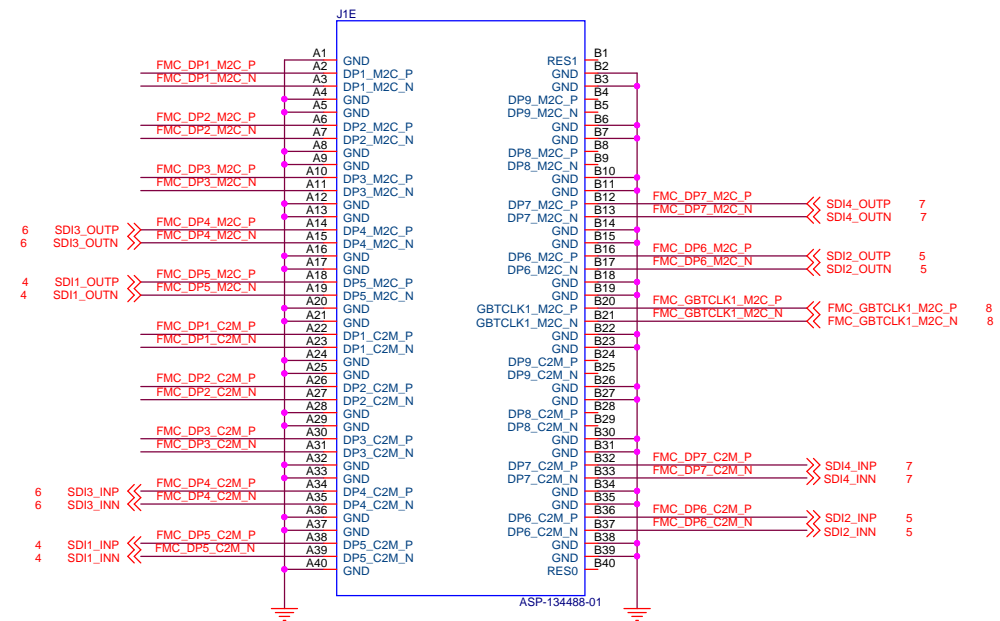 J1E
A1 GND RES1 B1
FMC_DP1_M2C_P A2 DP1_M2C_P GND B2
FMC_DP1_M2C_N A3 DP1_M2C_N GND B3
A4 GND DP9_M2C_P B4
A5 GND DP9_M2C_N B5
FMC_DP2_M2C_P A6 DP2_M2C_P GND B6
FMC_DP2_M2C_N A7 DP2_M2C_N GND B7
A8 GND DP8_M2C_P B8
A9 GND DP8_M2C_N B9
FMC_DP3_M2C_P A10 DP3_M2C_P GND B10
FMC_DP3_M2C_N A11 DP3_M2C_N GND B11
A12 GND DP7_M2C_P B12 FMC_DP7_M2C_P SDI4_OUTP 7
A13 GND DP7_M2C_N B13 FMC_DP7_M2C_N SDI4_OUTN 7
6 SDI3_OUTP FMC_DP4_M2C_P A14 DP4_M2C_P GND B14
6 SDI3_OUTN FMC_DP4_M2C_N A15 DP4_M2C_N GND B15
A16 GND DP6_M2C_P B16 FMC_DP6_M2C_P SDI2_OUTP 5
A17 GND DP6_M2C_N B17 FMC_DP6_M2C_N SDI2_OUTN 5
4 SDI1_OUTP FMC_DP5_M2C_P A18 DP5_M2C_P GND B18
4 SDI1_OUTN FMC_DP5_M2C_N A19 DP5_M2C_N GND B19
A20 GND GBTCLK1_M2C_P B20 FMC_GBTCLK1_M2C_P FMC_GBTCLK1_M2C_P 8
A21 GND GBTCLK1_M2C_N B21 FMC_GBTCLK1_M2C_N FMC_GBTCLK1_M2C_N 8
FMC_DP1_C2M_P A22 DP1_C2M_P GND B22
FMC_DP1_C2M_N A23 DP1_C2M_N GND B23
A24 GND DP9_C2M_P B24
A25 GND DP9_C2M_N B25
FMC_DP2_C2M_P A26 DP2_C2M_P GND B26
FMC_DP2_C2M_N A27 DP2_C2M_N GND B27
A28 GND DP8_C2M_P B28
A29 GND DP8_C2M_N B29
FMC_DP3_C2M_P A30 DP3_C2M_P GND B30
FMC_DP3_C2M_N A31 DP3_C2M_N GND B31
A32 GND DP7_C2M_P B32 FMC_DP7_C2M_P SDI4_INP 7
A33 GND DP7_C2M_N B33 FMC_DP7_C2M_N SDI4_INN 7
6 SDI3_INP FMC_DP4_C2M_P A34 DP4_C2M_P GND B34
6 SDI3_INN FMC_DP4_C2M_N A35 DP4_C2M_N GND B35
A36 GND DP6_C2M_P B36 FMC_DP6_C2M_P SDI2_INP 5
A37 GND DP6_C2M_N B37 FMC_DP6_C2M_N SDI2_INN 5
4 SDI1_INP FMC_DP5_C2M_P A38 DP5_C2M_P GND B38
4 SDI1_INN FMC_DP5_C2M_N A39 DP5_C2M_N GND B39
A40 GND RES0 B40
ASP-134488-01